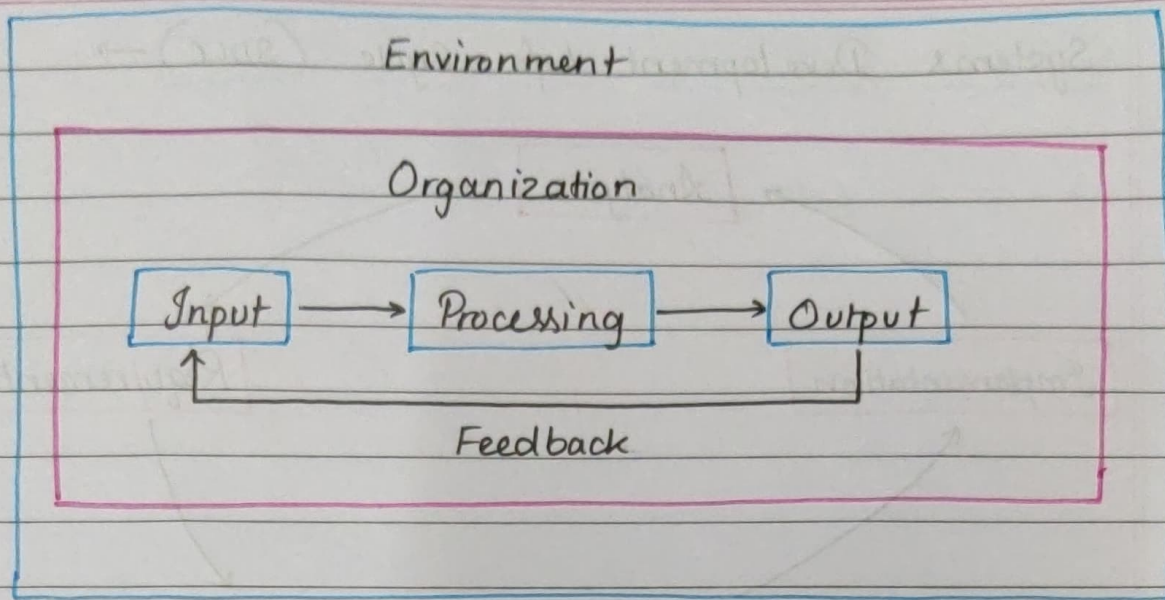 Environment
Organization
Input
Processing
Output
Feedback